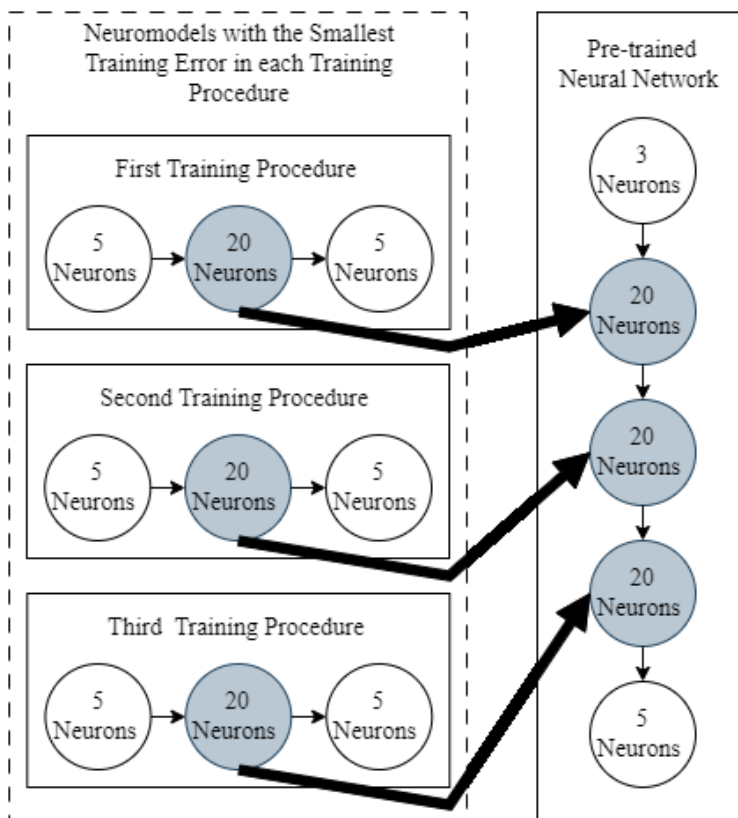 Neuromodels with the Smallest
Training Error in each Training
Procedure
First Training Procedure
5
Neurons
20
Neurons
5
Neurons
Second Training Procedure
5
Neurons
20
Neurons
5
Neurons
Third  Training Procedure
5
Neurons
20
Neurons
5
Neurons
Pre-trained
Neural Network
3
Neurons
20
Neurons
20
Neurons
20
Neurons
5
Neurons